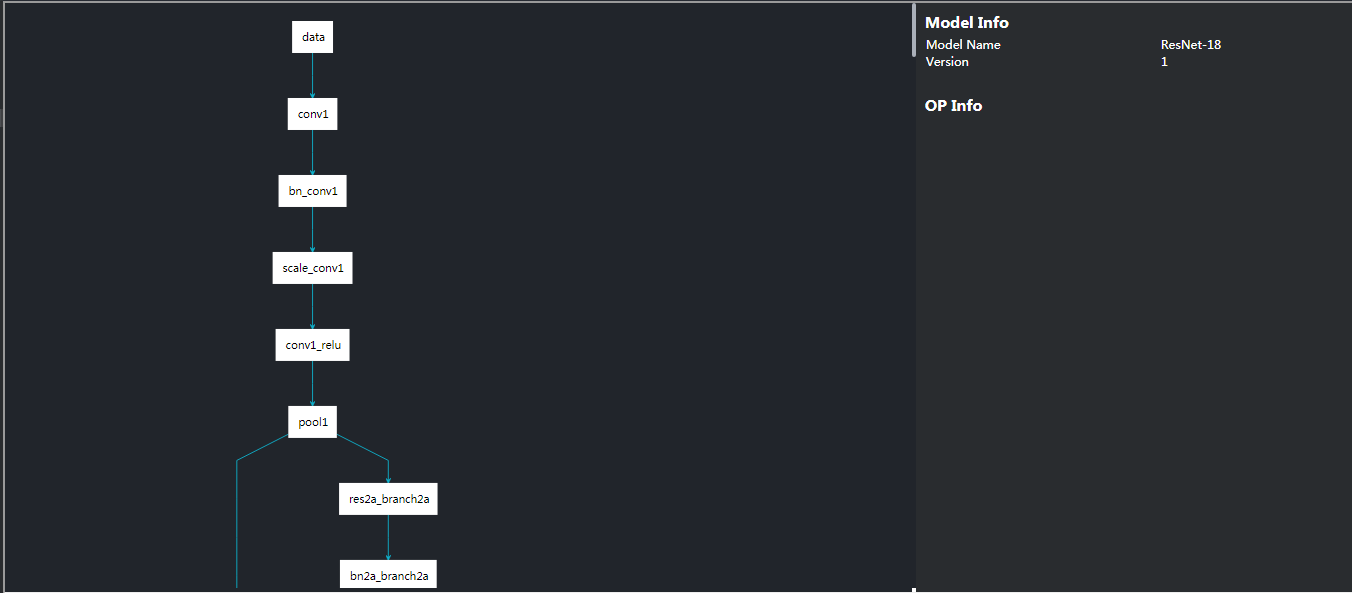 data
conv1
bn_conv1
scale_conv1
conv1_relu
pool1
res2a_branch2a
bn2a_branch2a
Model Info
Model Name ResNet-18
Version 1
OP Info